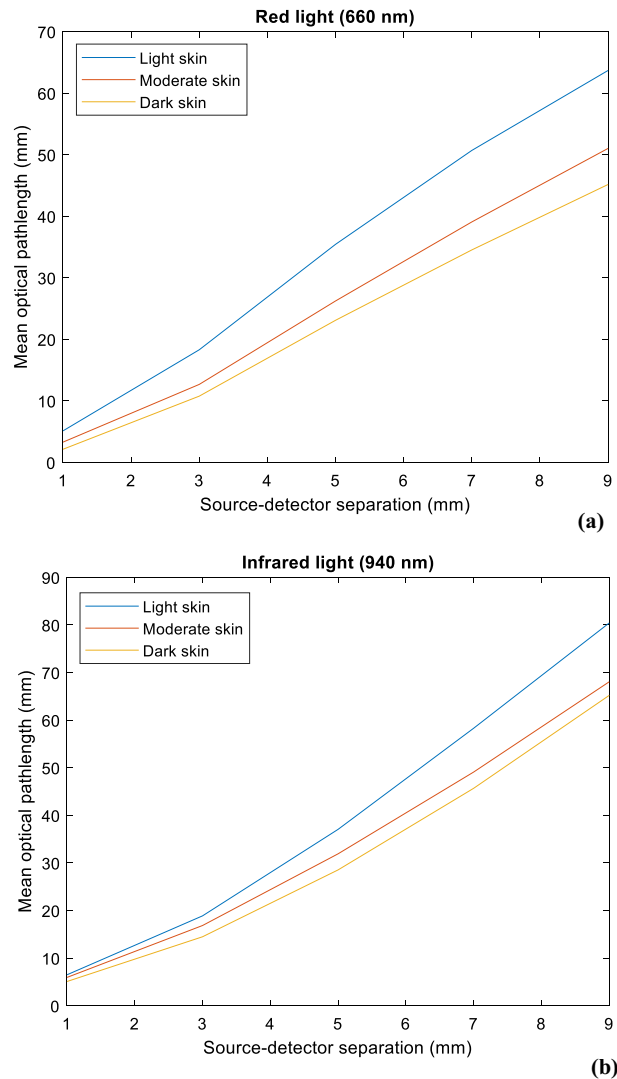 Red light (660 nm)
70
60
50
40
30
20
10
0
Mean optical pathlength (mm)
Light skin
Moderate skin
Dark skin
1 2 3 4 5 6 7 8 9
Source-detector separation (mm)
(a)
Infrared light (940 nm)
90
80
70
60
50
40
30
20
10
0
Mean optical pathlength (mm)
Light skin
Moderate skin
Dark skin
1 2 3 4 5 6 7 8 9
Source-detector separation (mm)
(b)